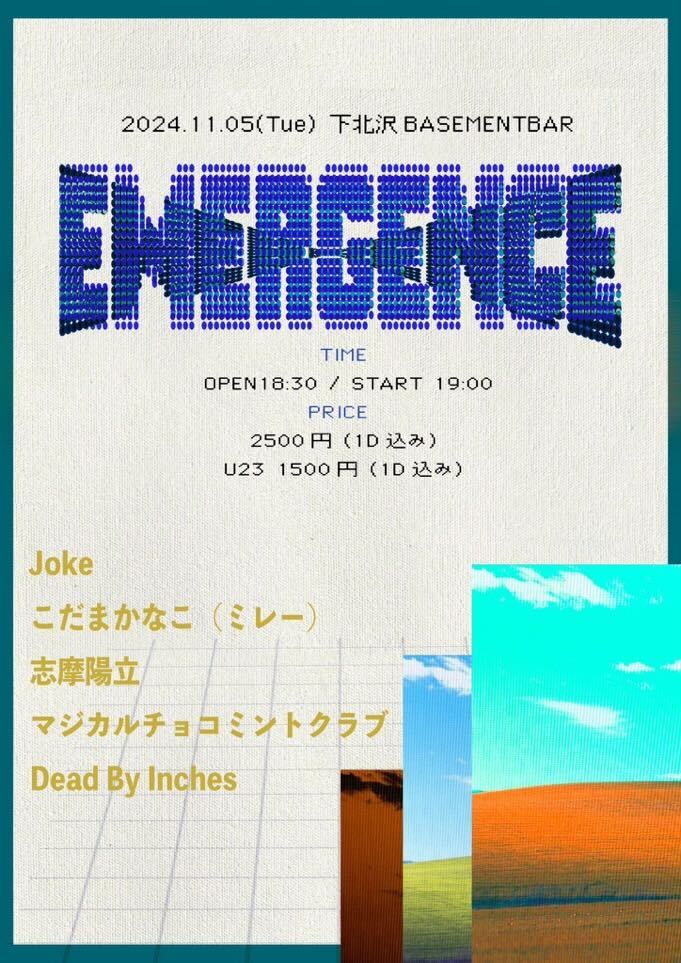 2024.11.05(Tue) 下北沢 BASEMENTBAR
EMERGENCE
TIME
OPEN18:30 / START 19:00
PRICE
2500 円 (1D 込み)
U23 1500 円 (1D 込み)
Joke
こだまかなこ（ミレー）
志摩陽立
マジカルチョコミントクラブ
Dead By Inches